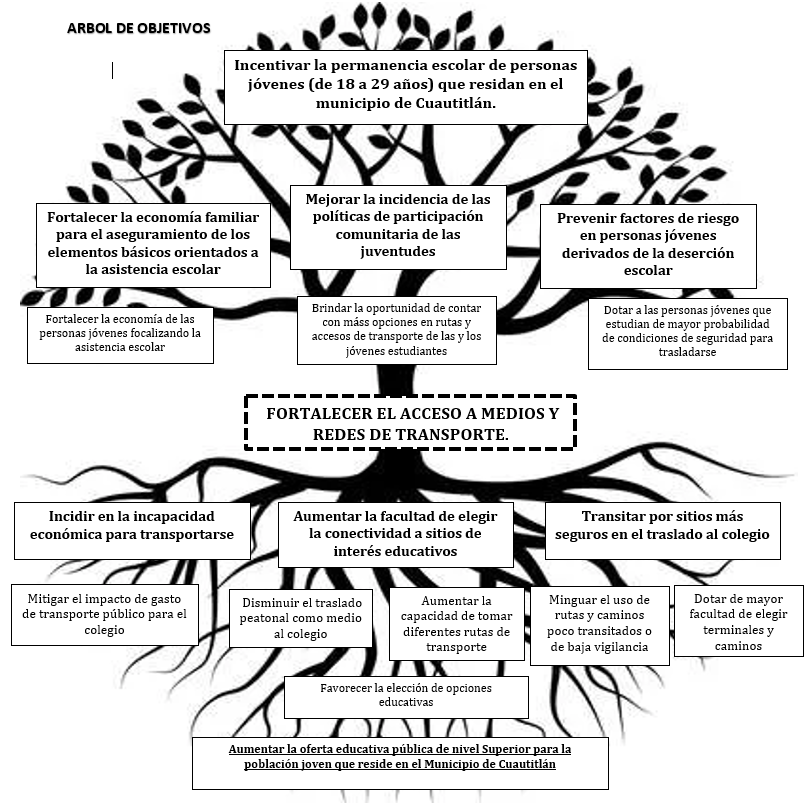 ARBOL DE OBJETIVOS
Incentivar la permanencia escolar de personas
jóvenes (de 18 a 29 años) que residan en el
municipio de Cuautitlán.
Fortalecer la economía familiar
para el aseguramiento de los
elementos básicos orientados a
la asistencia escolar
Mejorar la incidencia de las
políticas de participación
comunitaria de las
juventudes
Prevenir factores de riesgo
en personas jóvenes
derivados de la deserción
escolar
Fortalecer la economía de las
personas jóvenes focalizando la
asistencia escolar
Brindar la oportunidad de contar
con máss opciones en rutas y
accesos de transporte de las y los
jóvenes estudiantes
Dotar a las personas jóvenes que
estudian de mayor probabilidad
de condiciones de seguridad para
trasladarse
FORTALECER EL ACCESO A MEDIOS Y
REDES DE TRANSPORTE.
Incidir en la incapacidad
económica para transportarse
Aumentar la facultad de elegir
la conectividad a sitios de
interés educativos
Transitar por sitios más
seguros en el traslado al colegio
Mitigar el impacto de gasto
de transporte público para el
colegio
Disminuir el traslado
peatonal como medio
al colegio
Aumentar la
capacidad de tomar
diferentes rutas de
transporte
Minguar el uso de
rutas y caminos
poco transitados o
de baja vigilancia
Dotar de mayor
facultad de elegir
terminales y
caminos
Favorecer la elección de opciones
educativas
Aumentar la oferta educativa pública de nivel Superior para la
población joven que reside en el Municipio de Cuautitlán